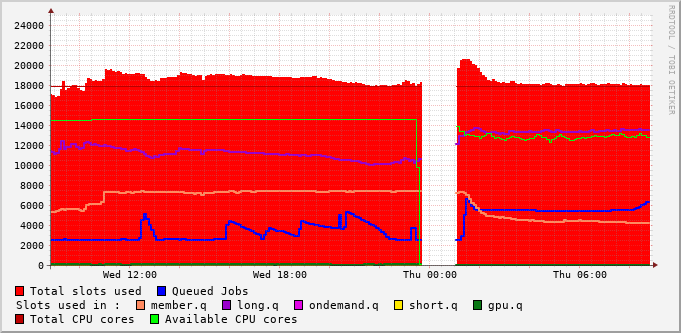 24000
22000
20000
18000
16000
14000
12000
10000
8000
6000
4000
2000
0
Wed 12:00 Wed 18:00 Thu 00:00 Thu 06:00
Total slots used Queued Jobs
Slots used in : member.q long.q ondemand.q short.q gpu.q
Total CPU cores Available CPU cores
RRDTOOL / TOBI OETIKER